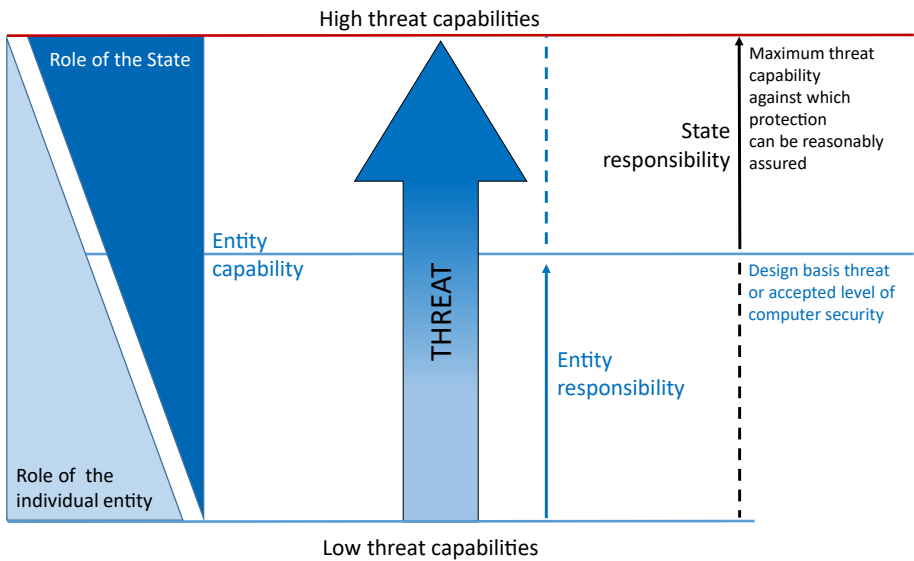 High threat capabilities
Role of the State
Maximum threat
capability
against which
protection
can be reasonably
assured
State
responsibility
Entity
capability
Design basis threat
or accepted level of
computer security
THREAT
Entity
responsibility
Role of the
individual entity
Low threat capabilities